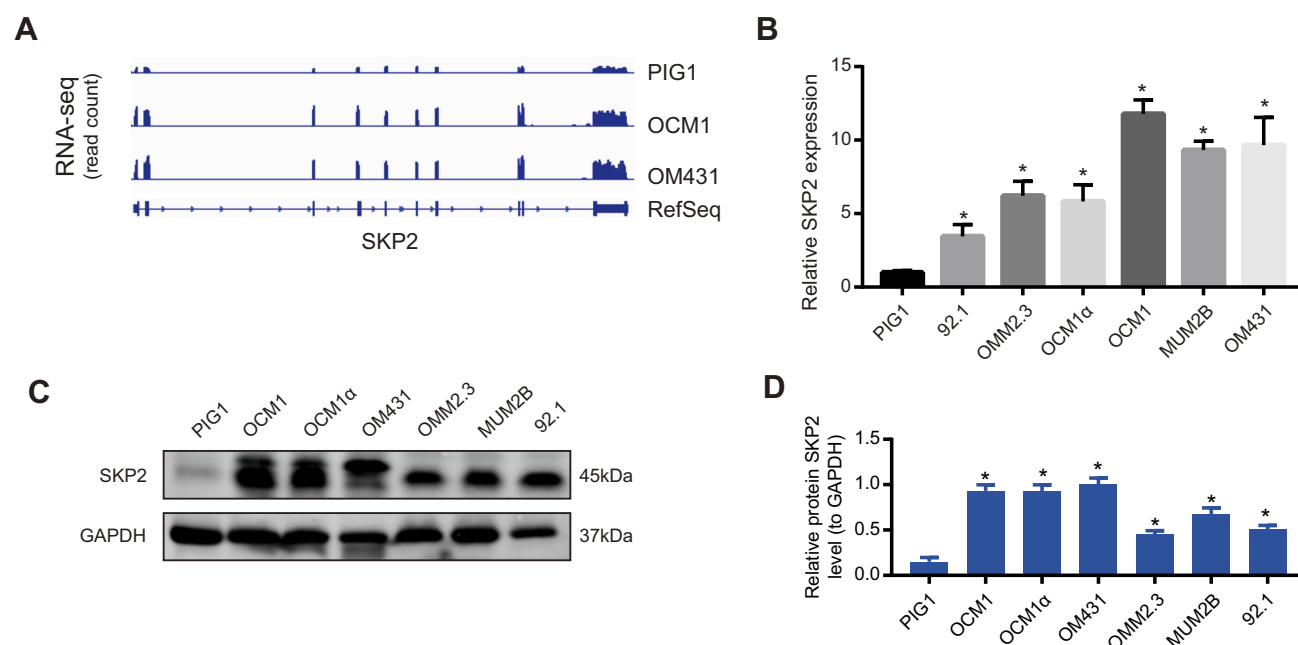 A
RNA-seq
(read count)
PIG1
OCM1
OM431
RefSeq
SKP2
B
Relative SKP2 expression
15
10
5
0
*
*
*
*
*
*
PIG1
92.1
OMM2.3
OCM1α
OCM1
MUM2B
OM431
C
PIG1
OCM1
OCM1α
OM431
OMM2.3
MUM2B
92.1
SKP2
45kDa
GAPDH
37kDa
D
Relative protein SKP2
level (to GAPDH)
1.5
1.0
0.5
0.0
*
*
*
*
*
*
PIG1
OCM1
OCM1α
OM431
OMM2.3
MUM2B
92.1